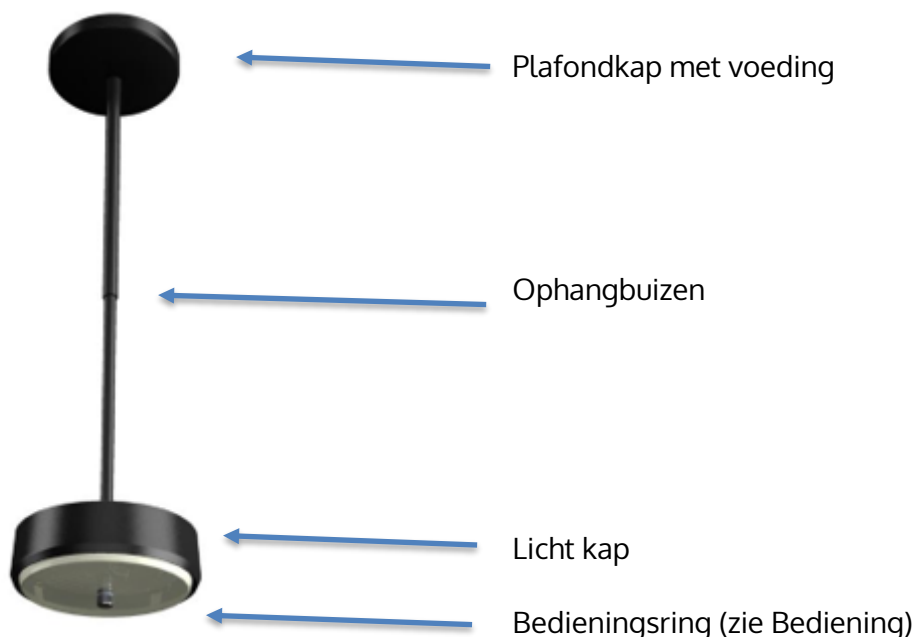 Plafondkap met voeding
Ophangbuizen
Licht kap
Bedieningsring (zie Bediening)